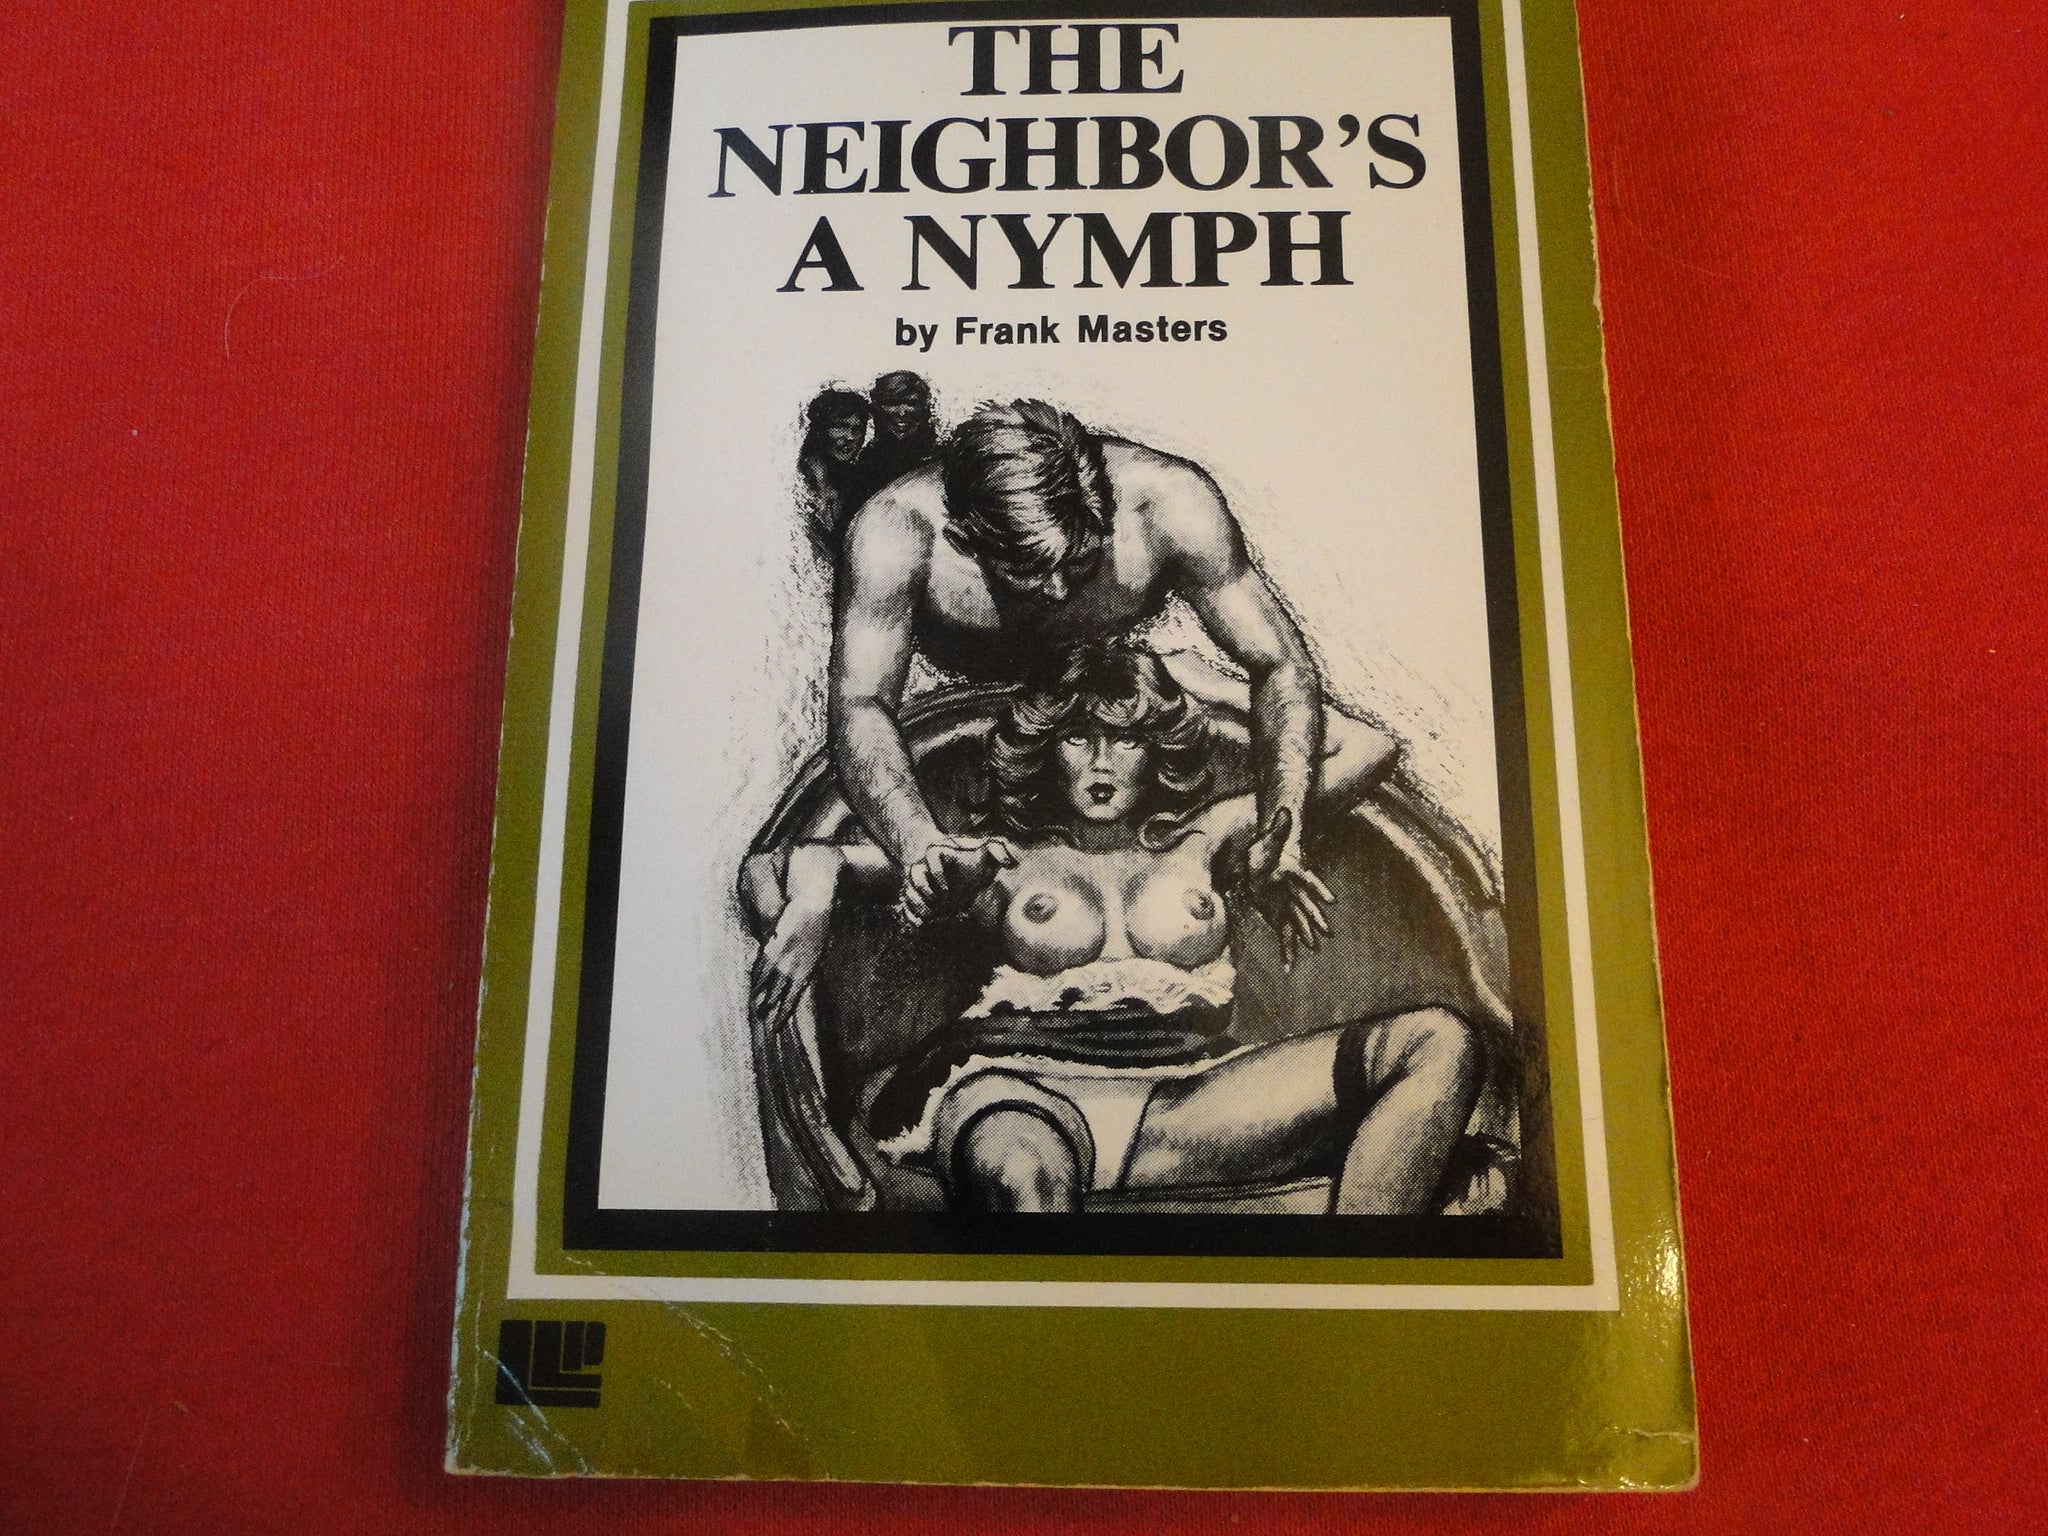 THE
NEIGHBOR'S
A NYMPH
by Frank Masters